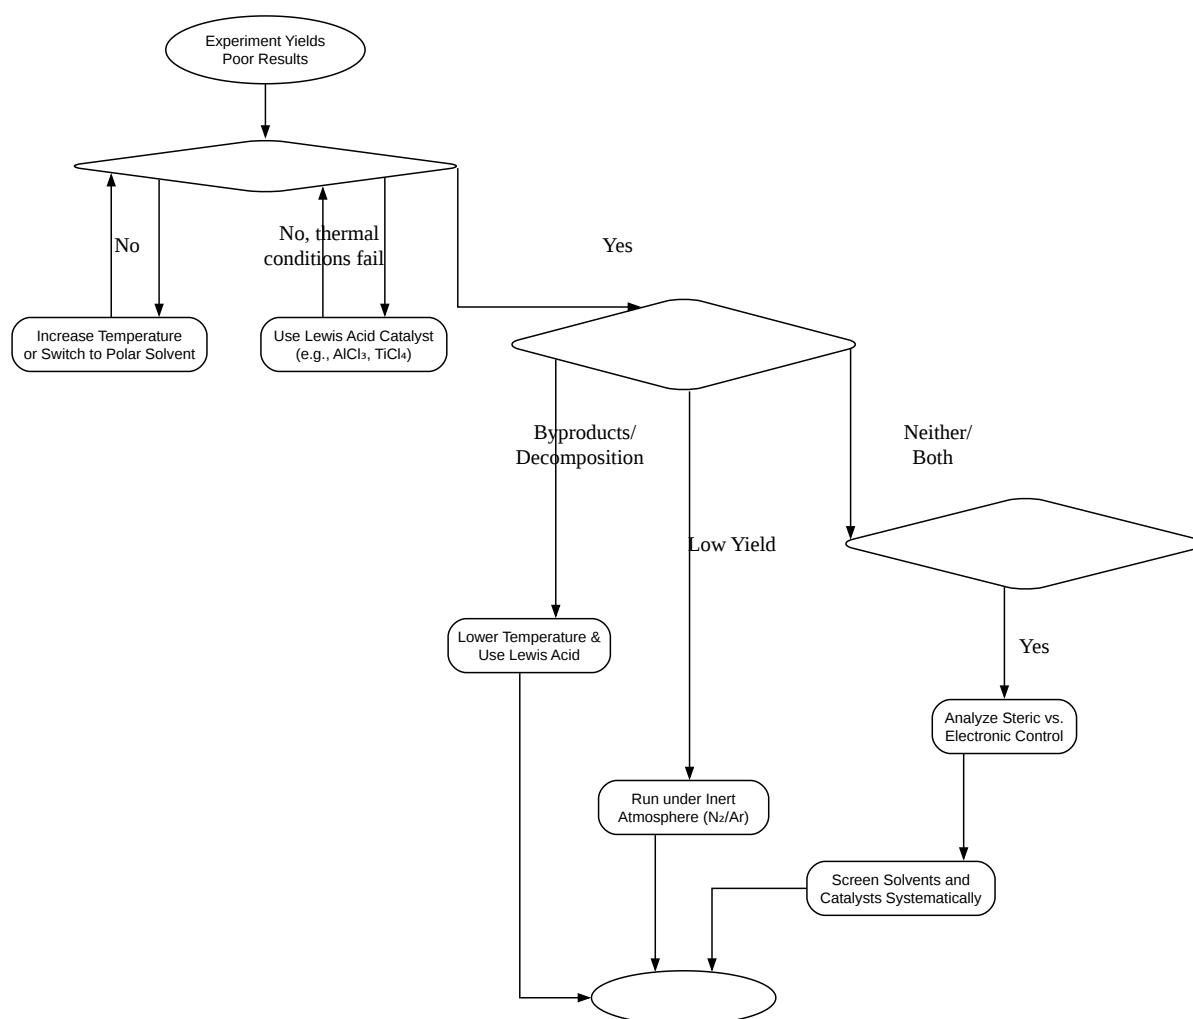 Experiment Yields
Poor Results
No
No, thermal
conditions fail
Yes
Increase Temperature
or Switch to Polar Solvent
Use Lewis Acid Catalyst
(e.g., AlCl₃, TiCl₄)
Byproducts/
Decomposition
Neither/
Both
Low Yield
Lower Temperature &
Use Lewis Acid
Yes
Analyze Steric vs.
Electronic Control
Run under Inert
Atmosphere (N₂/Ar)
Screen Solvents and
Catalysts Systematically